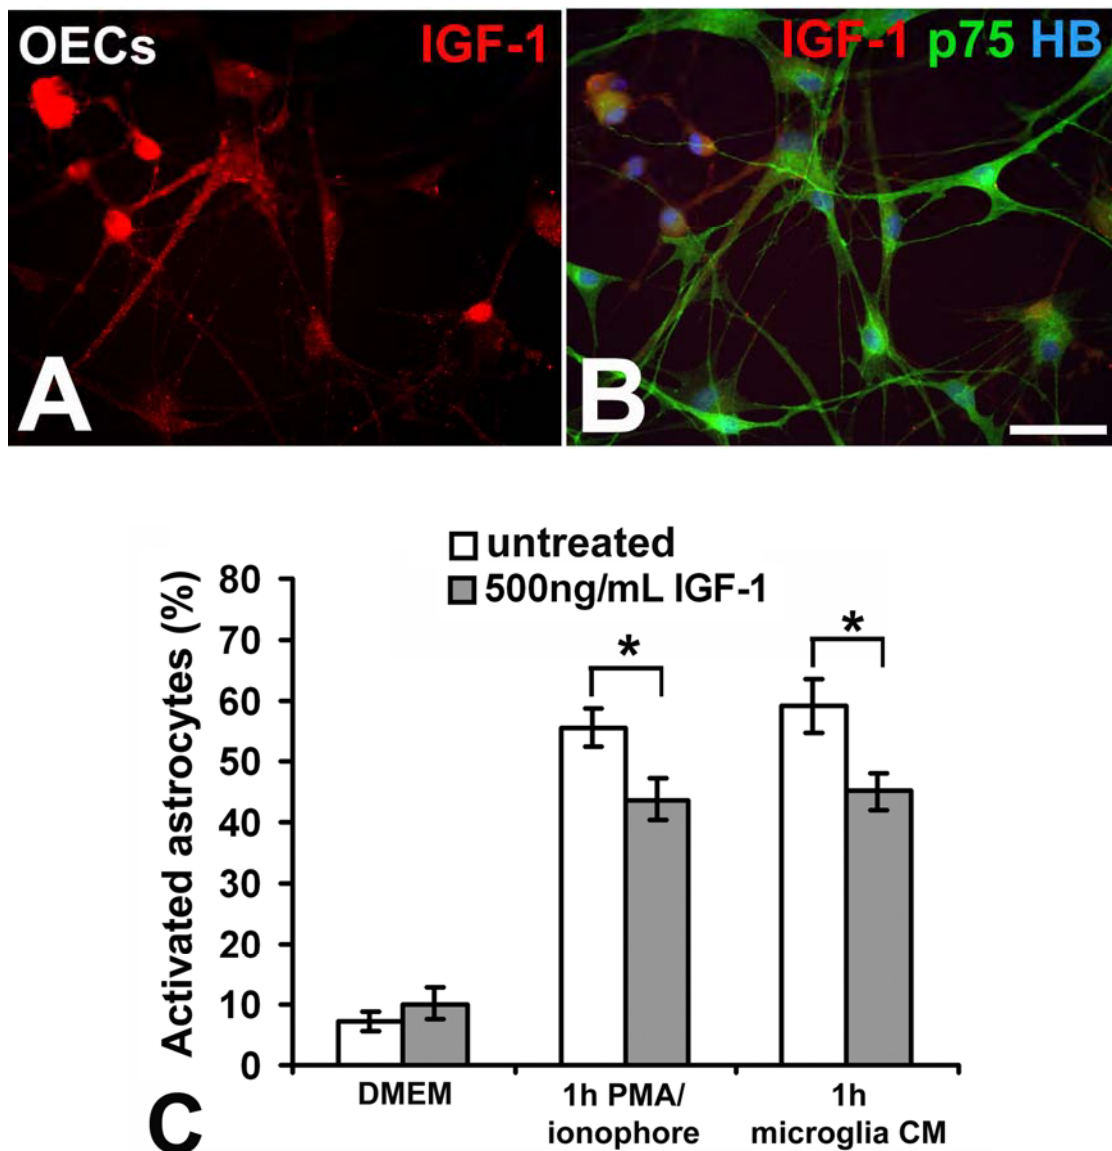 OECs IGF-1
IGF-1 p75 HB
A
B
untreated
500ng/mL IGF-1
Activated astrocytes (%)
80
70
60
50
40
30
20
10
0
*
*
DMEM
1h PMA/
ionophore
1h
microglia CM
C